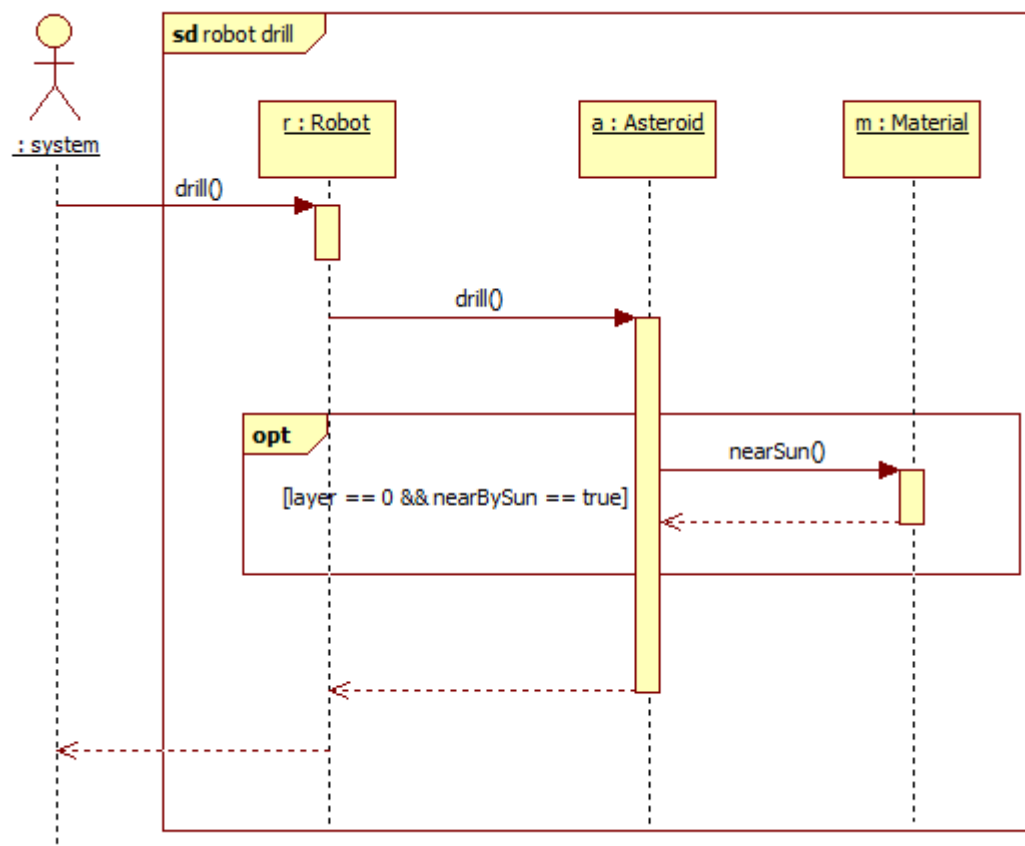 sd robot drill
: system
r : Robot
a : Asteroid
m : Material
drill()
drill()
opt
nearSun()
[layer == 0 && nearBySun == true]